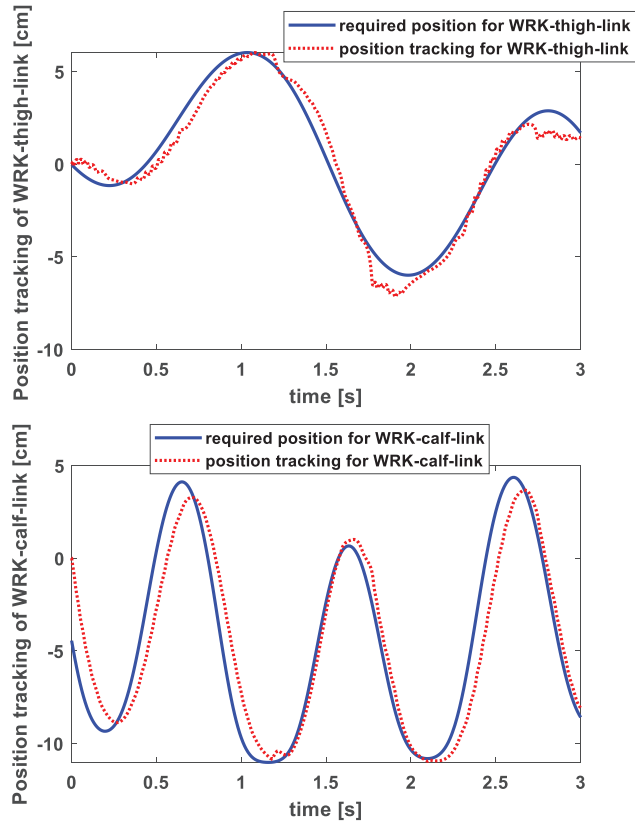 required position for WRK-thigh-link
position tracking for WRK-thigh-link
Position tracking of WRK-thigh-link [cm]
5
0
-5
-10
0
0.5
1
1.5
2
2.5
3
time [s]
required position for WRK-calf-link
position tracking for WRK-calf-link
Position tracking of WRK-calf-link [cm]
5
0
-5
-10
0
0.5
1
1.5
2
2.5
3
time [s]